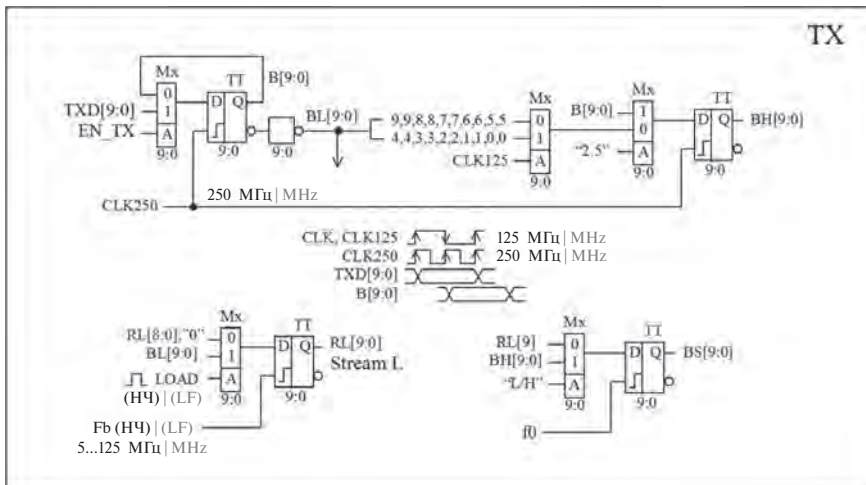 TX
Mx
0
1
A
9:0
TXD[9:0]
EN_TX
TT
D Q
9:0
B[9:0]
9:0
BL[9:0]
9,9,8,8,7,7,6,6,5,5
4,4,3,3,2,2,1,1,0,0
CLK125
Mx
0
1
A
9:0
B[9:0]
"2.5"
Mx
1
0
A
9:0
TT
D Q
9:0
BH[9:0]
CLK250
250 МГц | MHz
CLK, CLK125 125 МГц | MHz
CLK250 250 МГц | MHz
TXD[9:0]
B[9:0]
RL[8:0],"0"
BL[9:0]
LOAD
(НЧ) | (LF)
Mx
0
1
A
9:0
TT
D Q
9:0
RL[9:0]
Stream L
Fb (НЧ) | (LF)
5...125 МГц | MHz
RL[9]
BH[9:0]
"L/H"
Mx
0
1
A
9:0
TT
D Q
9:0
BS[9:0]
f0